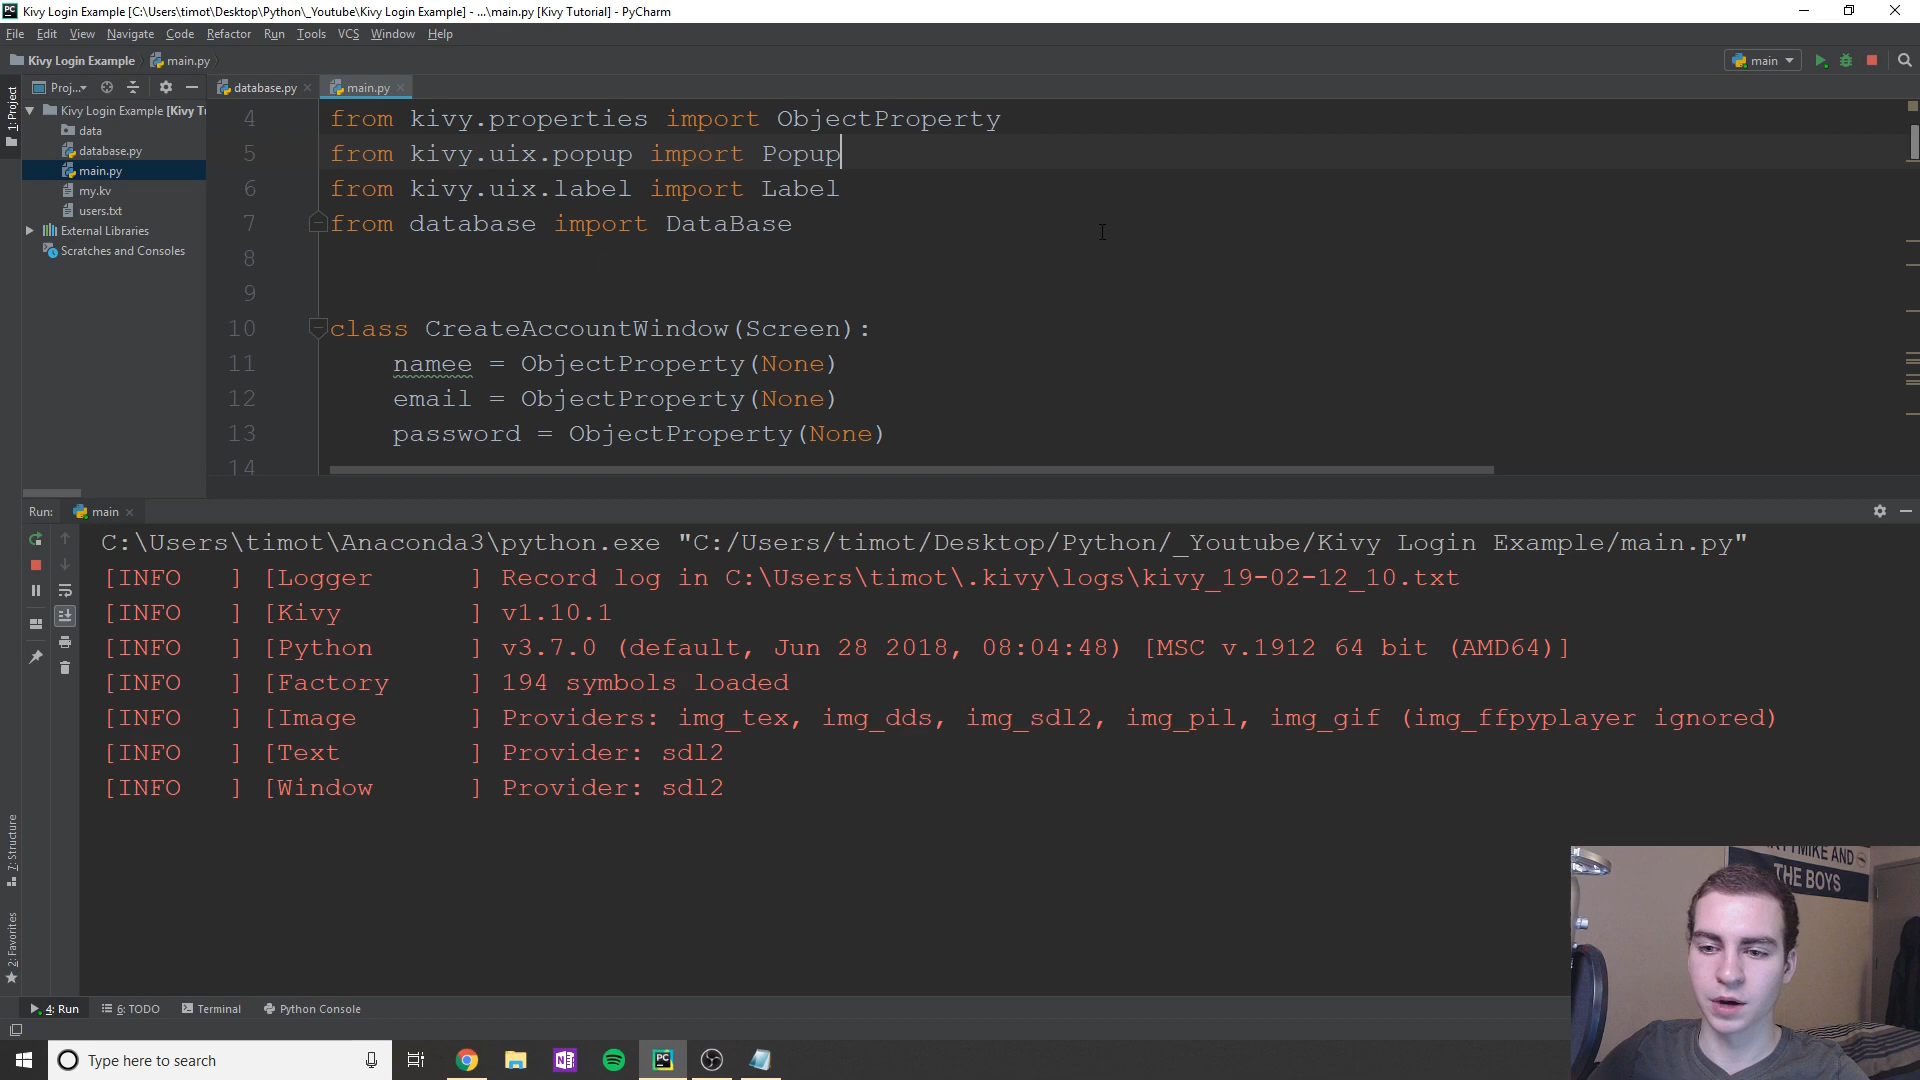 Kivy Login Example [C:\Users\timot\Desktop\Python\_Youtube\Kivy Login Example] - ...\main.py [Kivy Tutorial] - PyCharm
File Edit View Navigate Code Refactor Run Tools VCS Window Help
Kivy Login Example main.py
main
1: Project
Proj...
database.py
main.py
Kivy Login Example [Kivy T
data
database.py
main.py
my.kv
users.txt
External Libraries
Scratches and Consoles
4 from kivy.properties import ObjectProperty
5 from kivy.uix.popup import Popup
6 from kivy.uix.label import Label
7 from database import DataBase
8
9
10 class CreateAccountWindow(Screen):
11 namee = ObjectProperty(None)
12 email = ObjectProperty(None)
13 password = ObjectProperty(None)
14
Run: main
C:\Users\timot\Anaconda3\python.exe "C:/Users/timot/Desktop/Python/_Youtube/Kivy Login Example/main.py"
[INFO   ] [Logger      ] Record log in C:\Users\timot\.kivy\logs\kivy_19-02-12_10.txt
[INFO   ] [Kivy        ] v1.10.1
[INFO   ] [Python      ] v3.7.0 (default, Jun 28 2018, 08:04:48) [MSC v.1912 64 bit (AMD64)]
[INFO   ] [Factory     ] 194 symbols loaded
[INFO   ] [Image       ] Providers: img_tex, img_dds, img_sdl2, img_pil, img_gif (img_ffpyplayer ignored)
[INFO   ] [Text        ] Provider: sdl2
[INFO   ] [Window      ] Provider: sdl2
7: Structure
2: Favorites
MIKE AND
THE BOYS
4: Run 6: TODO Terminal Python Console
Type here to search